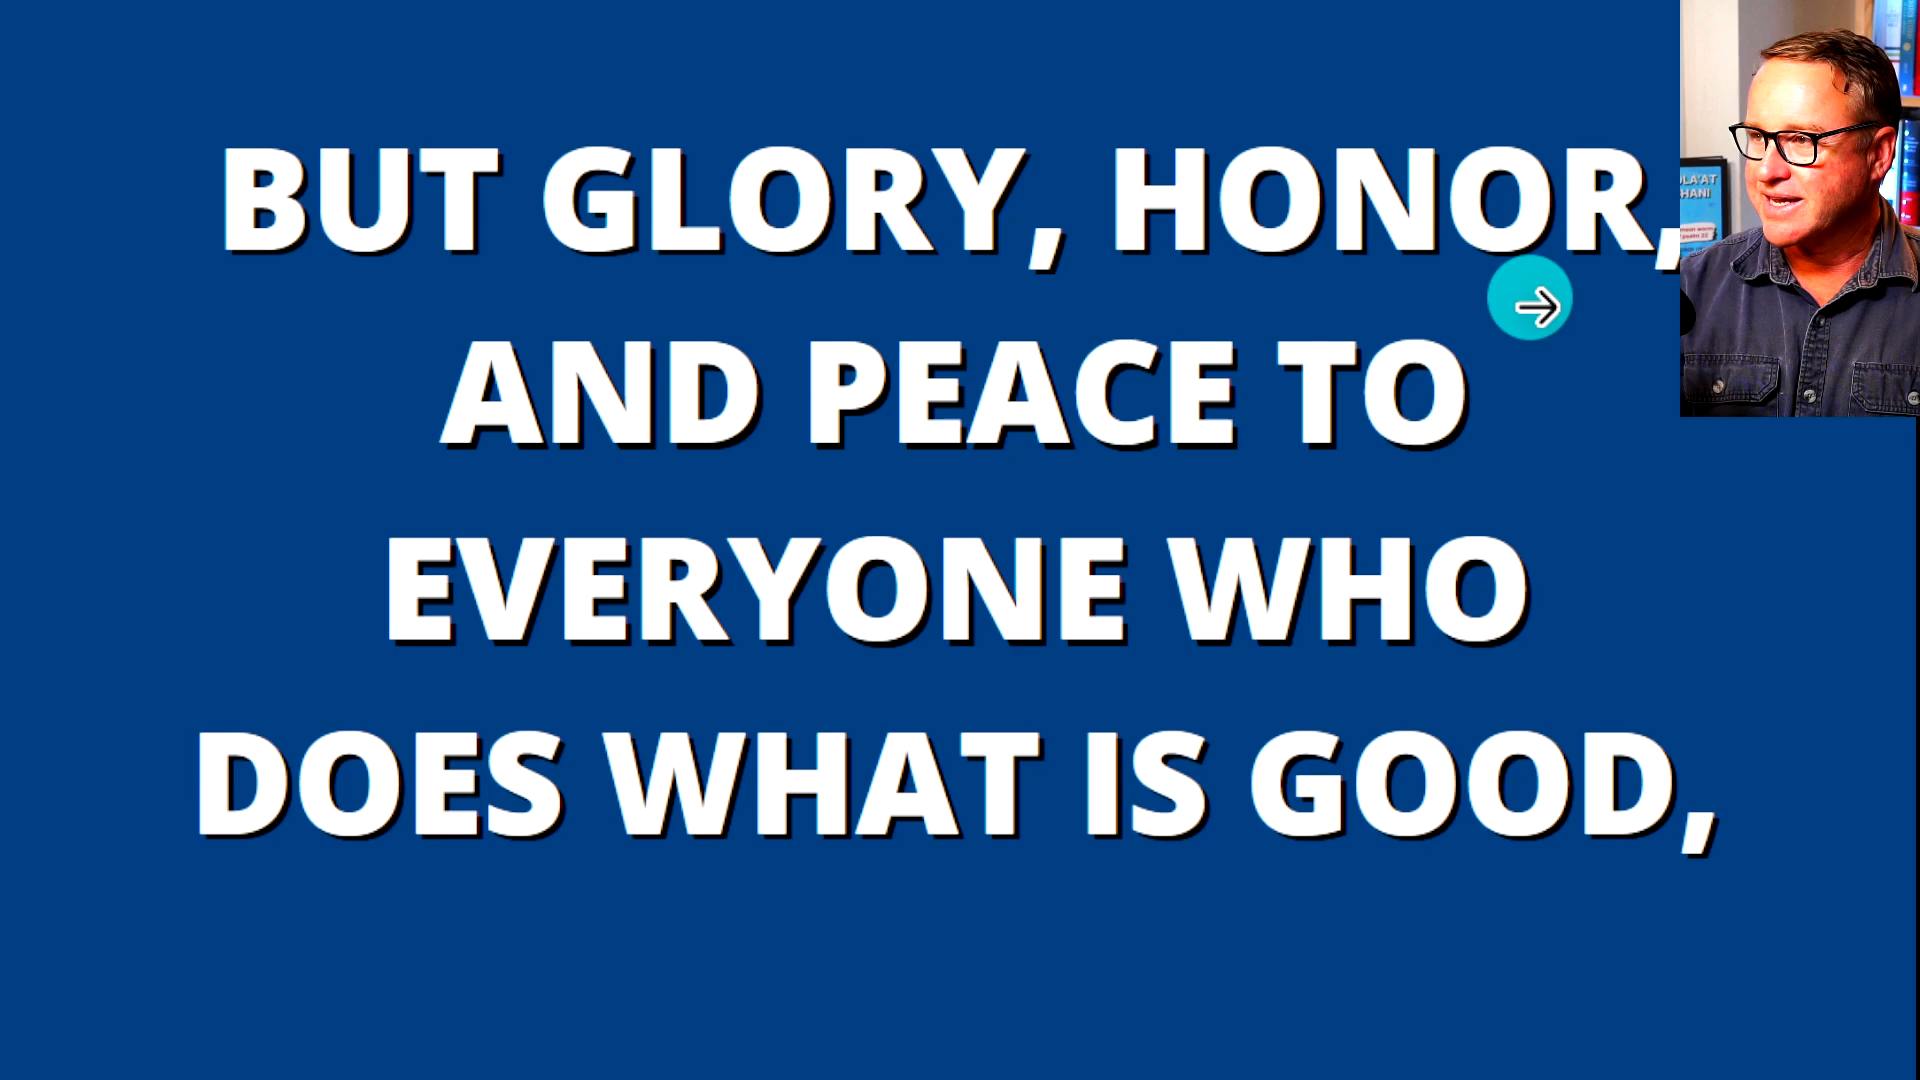 BUT GLORY, HONOR,
AND PEACE TO
EVERYONE WHO
DOES WHAT IS GOOD,